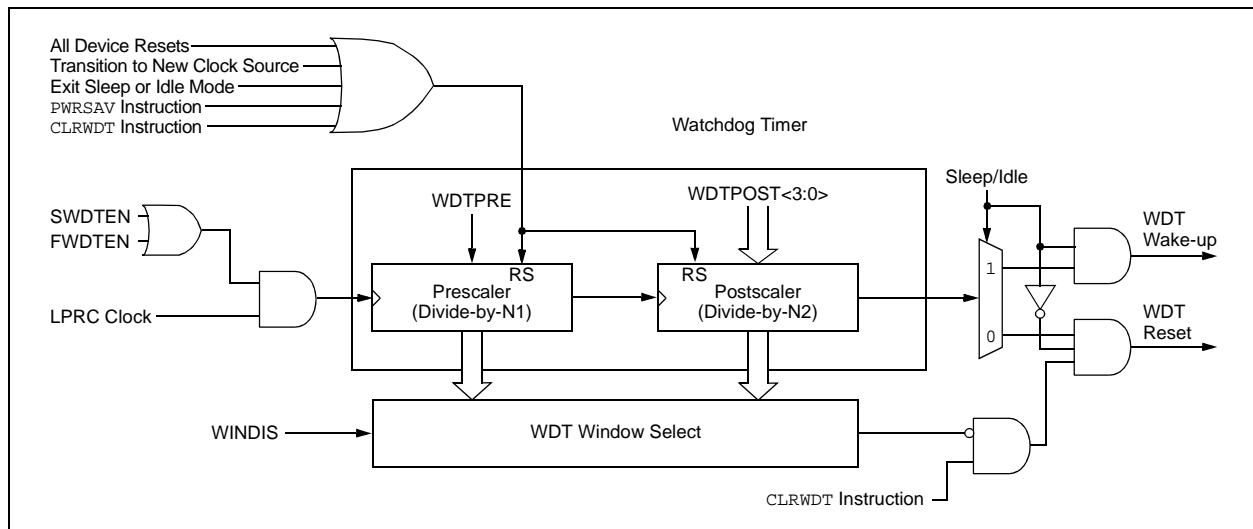 All Device Resets
Transition to New Clock Source
Exit Sleep or Idle Mode
PWRSAV Instruction
CLRWDT Instruction
Watchdog Timer
Sleep/Idle
WDTPRE
WDTPOST<3:0>
SWDTEN
FWDTEN
WDT
Wake-up
RS
RS
1
Prescaler
(Divide-by-N1)
Postscaler
(Divide-by-N2)
LPRC Clock
0
WDT
Reset
WINDIS
WDT Window Select
CLRWDT Instruction